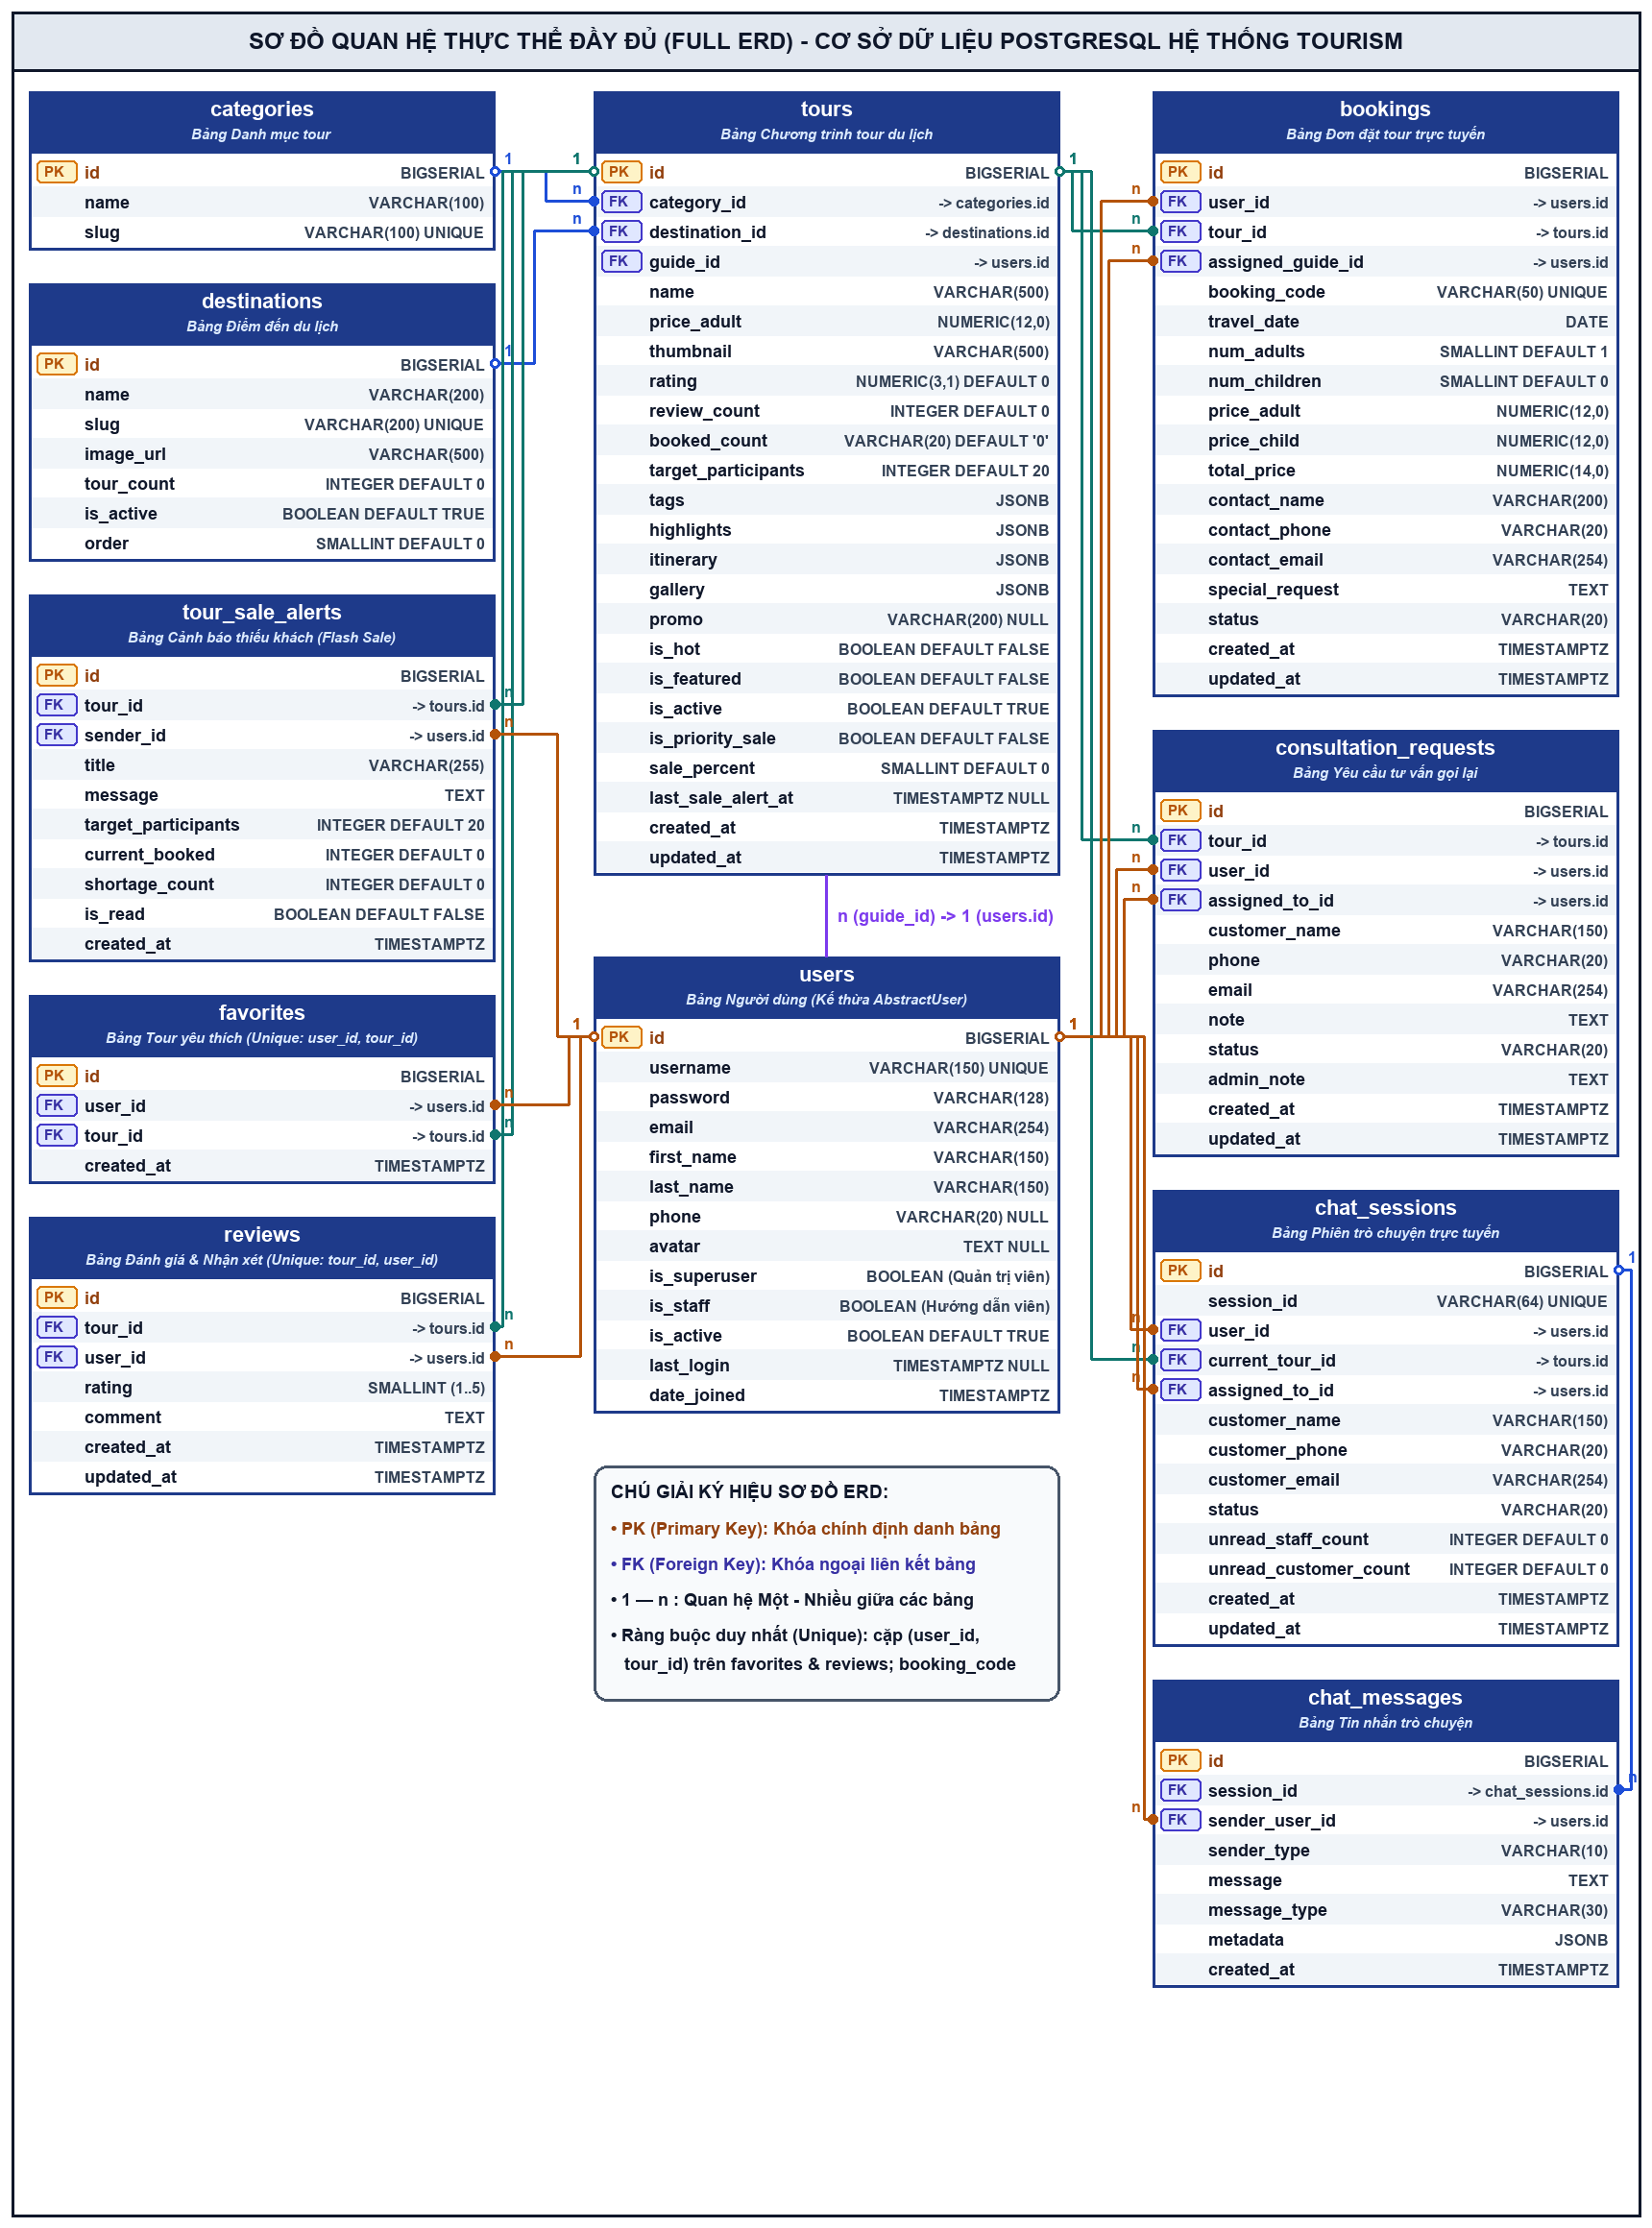 SƠ ĐỒ QUAN HỆ THỰC THỂ ĐẦY ĐỦ (FULL ERD) - CƠ SỞ DỮ LIỆU POSTGRESQL HỆ THỐNG TOURISM
categories
Bảng Danh mục tour
PK id BIGSERIAL
name VARCHAR(100)
slug VARCHAR(100) UNIQUE
1
destinations
Bảng Điểm đến du lịch
PK id BIGSERIAL
name VARCHAR(200)
slug VARCHAR(200) UNIQUE
image_url VARCHAR(500)
tour_count INTEGER DEFAULT 0
is_active BOOLEAN DEFAULT TRUE
order SMALLINT DEFAULT 0
1
tour_sale_alerts
Bảng Cảnh báo thiếu khách (Flash Sale)
PK id BIGSERIAL
FK tour_id -> tours.id
FK sender_id -> users.id
title VARCHAR(255)
message TEXT
target_participants INTEGER DEFAULT 20
current_booked INTEGER DEFAULT 0
shortage_count INTEGER DEFAULT 0
is_read BOOLEAN DEFAULT FALSE
created_at TIMESTAMPTZ
n
n
favorites
Bảng Tour yêu thích (Unique: user_id, tour_id)
PK id BIGSERIAL
FK user_id -> users.id
FK tour_id -> tours.id
created_at TIMESTAMPTZ
n
n
reviews
Bảng Đánh giá & Nhận xét (Unique: tour_id, user_id)
PK id BIGSERIAL
FK tour_id -> tours.id
FK user_id -> users.id
rating SMALLINT (1..5)
comment TEXT
created_at TIMESTAMPTZ
updated_at TIMESTAMPTZ
n
n
tours
Bảng Chương trình tour du lịch
1
n
n
PK id BIGSERIAL
FK category_id -> categories.id
FK destination_id -> destinations.id
FK guide_id -> users.id
name VARCHAR(500)
price_adult NUMERIC(12,0)
thumbnail VARCHAR(500)
rating NUMERIC(3,1) DEFAULT 0
review_count INTEGER DEFAULT 0
booked_count VARCHAR(20) DEFAULT '0'
target_participants INTEGER DEFAULT 20
tags JSONB
highlights JSONB
itinerary JSONB
gallery JSONB
promo VARCHAR(200) NULL
is_hot BOOLEAN DEFAULT FALSE
is_featured BOOLEAN DEFAULT FALSE
is_active BOOLEAN DEFAULT TRUE
is_priority_sale BOOLEAN DEFAULT FALSE
sale_percent SMALLINT DEFAULT 0
last_sale_alert_at TIMESTAMPTZ NULL
created_at TIMESTAMPTZ
updated_at TIMESTAMPTZ
1
n (guide_id) -> 1 (users.id)
users
Bảng Người dùng (Kế thừa AbstractUser)
1
PK id BIGSERIAL
username VARCHAR(150) UNIQUE
password VARCHAR(128)
email VARCHAR(254)
first_name VARCHAR(150)
last_name VARCHAR(150)
phone VARCHAR(20) NULL
avatar TEXT NULL
is_superuser BOOLEAN (Quản trị viên)
is_staff BOOLEAN (Hướng dẫn viên)
is_active BOOLEAN DEFAULT TRUE
last_login TIMESTAMPTZ NULL
date_joined TIMESTAMPTZ
1
CHÚ GIẢI KÝ HIỆU SƠ ĐỒ ERD:
• PK (Primary Key): Khóa chính định danh bảng
• FK (Foreign Key): Khóa ngoại liên kết bảng
• 1 — n : Quan hệ Một - Nhiều giữa các bảng
• Ràng buộc duy nhất (Unique): cặp (user_id,
tour_id) trên favorites & reviews; booking_code
bookings
Bảng Đơn đặt tour trực tuyến
n
n
n
PK id BIGSERIAL
FK user_id -> users.id
FK tour_id -> tours.id
FK assigned_guide_id -> users.id
booking_code VARCHAR(50) UNIQUE
travel_date DATE
num_adults SMALLINT DEFAULT 1
num_children SMALLINT DEFAULT 0
price_adult NUMERIC(12,0)
price_child NUMERIC(12,0)
total_price NUMERIC(14,0)
contact_name VARCHAR(200)
contact_phone VARCHAR(20)
contact_email VARCHAR(254)
special_request TEXT
status VARCHAR(20)
created_at TIMESTAMPTZ
updated_at TIMESTAMPTZ
consultation_requests
Bảng Yêu cầu tư vấn gọi lại
n
n
n
PK id BIGSERIAL
FK tour_id -> tours.id
FK user_id -> users.id
FK assigned_to_id -> users.id
customer_name VARCHAR(150)
phone VARCHAR(20)
email VARCHAR(254)
note TEXT
status VARCHAR(20)
admin_note TEXT
created_at TIMESTAMPTZ
updated_at TIMESTAMPTZ
chat_sessions
Bảng Phiên trò chuyện trực tuyến
n
n
n
PK id BIGSERIAL
session_id VARCHAR(64) UNIQUE
FK user_id -> users.id
FK current_tour_id -> tours.id
FK assigned_to_id -> users.id
customer_name VARCHAR(150)
customer_phone VARCHAR(20)
customer_email VARCHAR(254)
status VARCHAR(20)
unread_staff_count INTEGER DEFAULT 0
unread_customer_count INTEGER DEFAULT 0
created_at TIMESTAMPTZ
updated_at TIMESTAMPTZ
1
chat_messages
Bảng Tin nhắn trò chuyện
n
PK id BIGSERIAL
FK session_id -> chat_sessions.id
FK sender_user_id -> users.id
sender_type VARCHAR(10)
message TEXT
message_type VARCHAR(30)
metadata JSONB
created_at TIMESTAMPTZ
n